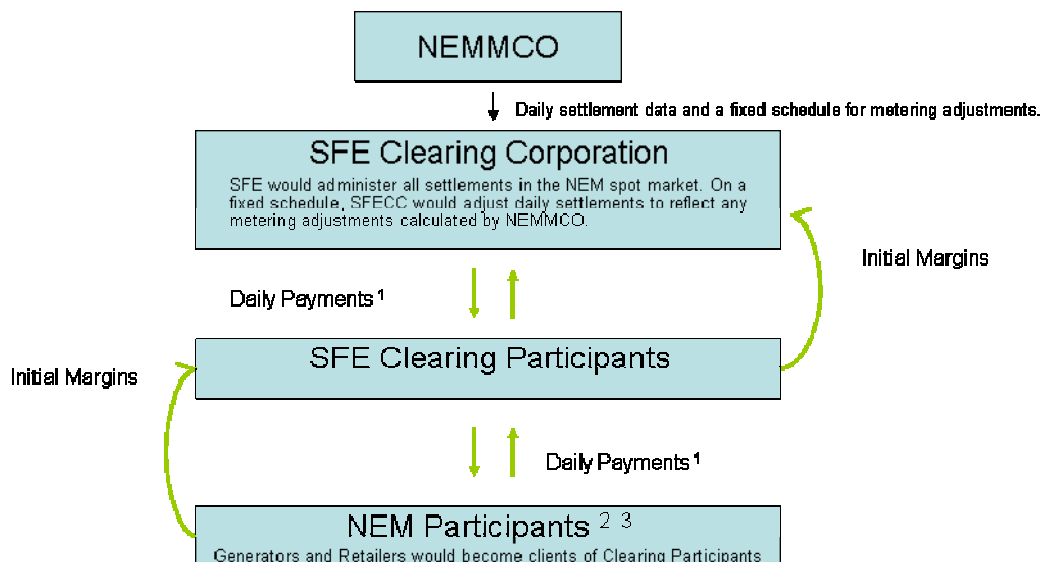 NEMMCO
Daily settlement data and a fixed schedule for metering adjustments.
SFE Clearing Corporation
SFE would administer all settlements in the NEM spot market. On a
fixed schedule, SFECC would adjust daily settlements to reflect any
metering adjustments calculated by NEMMCO.
Initial Margins
Daily Payments ¹
SFE Clearing Participants
Initial Margins
Daily Payments ¹
NEM Participants ² ³
Generators and Retailers would become clients of Clearing Participants